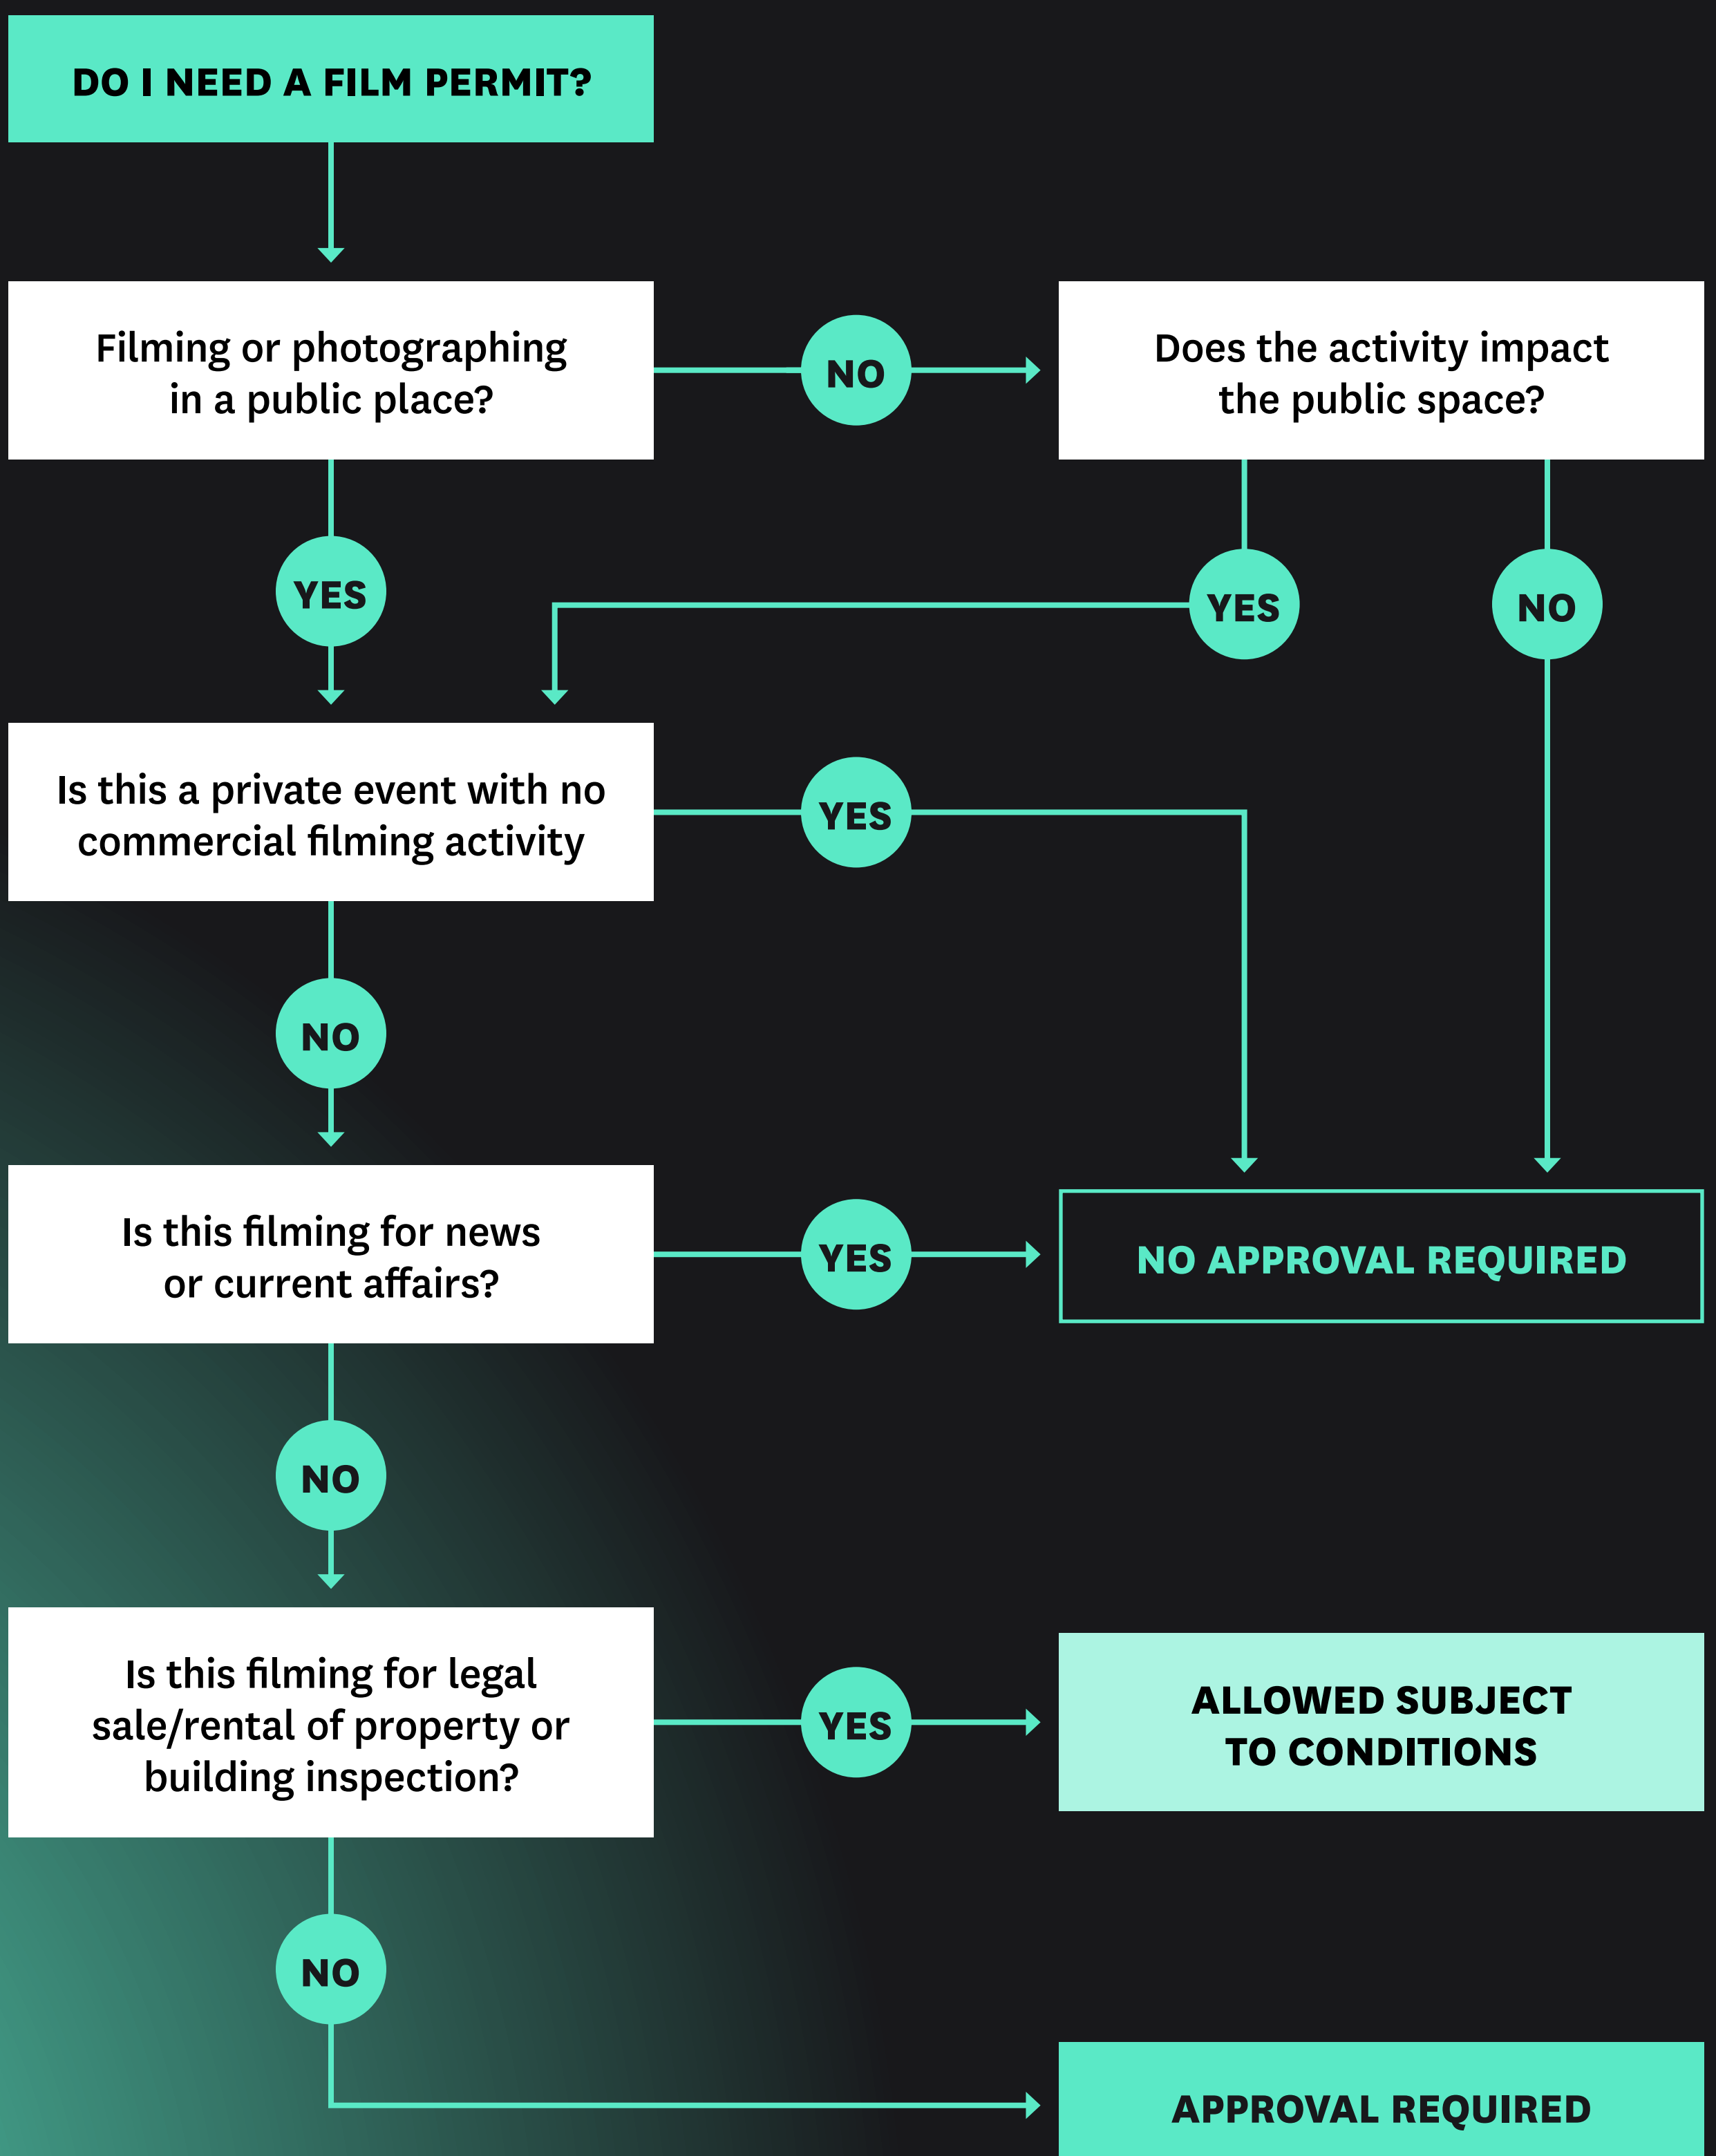 DO I NEED A FILM PERMIT?
Filming or photographing
in a public place?
NO
Does the activity impact
the public space?
YES
YES
NO
Is this a private event with no
commercial filming activity
YES
NO
Is this filming for news
or current affairs?
YES
NO APPROVAL REQUIRED
NO
Is this filming for legal
sale/rental of property or
building inspection?
YES
ALLOWED SUBJECT
TO CONDITIONS
NO
APPROVAL REQUIRED